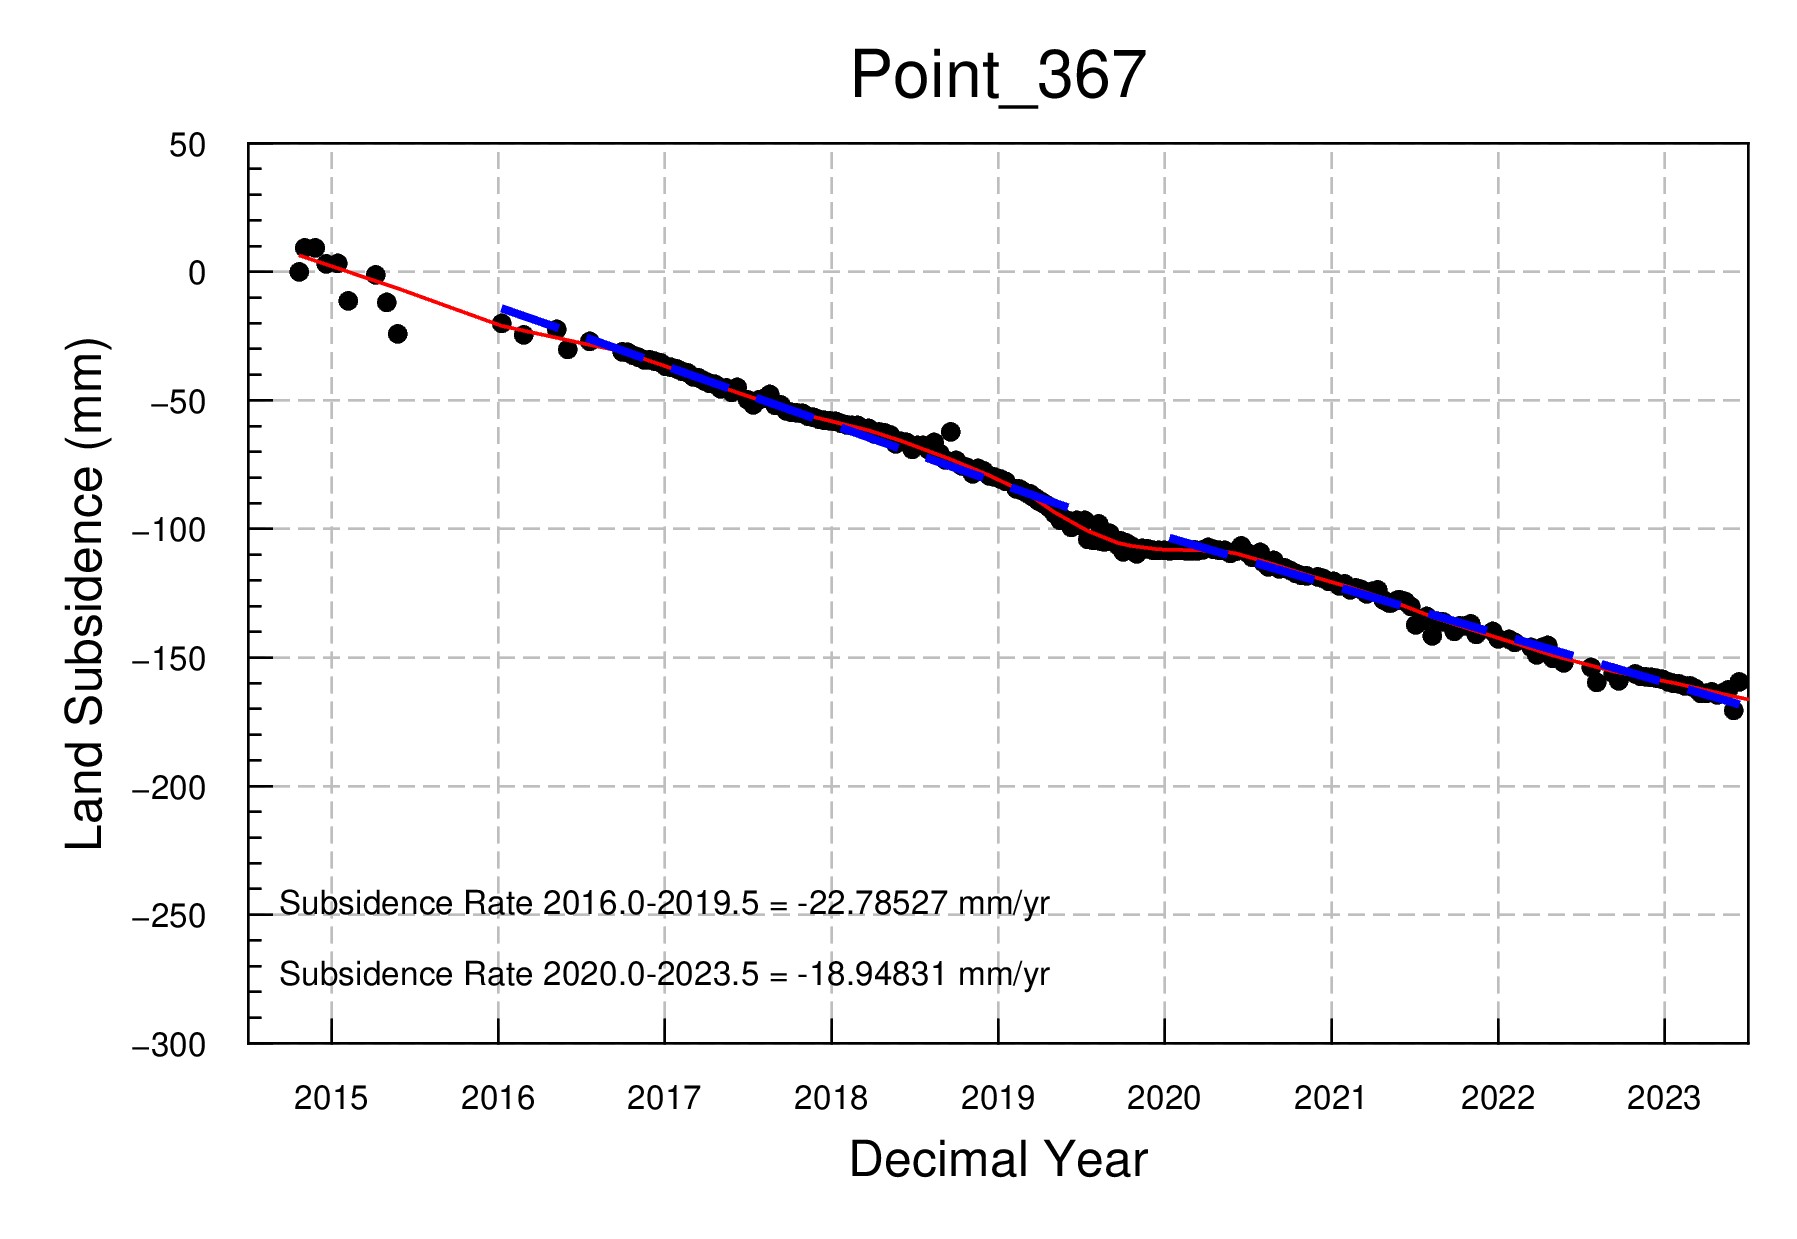 Point_367
50
0
−50
−100
−150
−200
−250
−300
Land Subsidence (mm)
Subsidence Rate 2016.0-2019.5 = -22.78527 mm/yr
Subsidence Rate 2020.0-2023.5 = -18.94831 mm/yr
2015 2016 2017 2018 2019 2020 2021 2022 2023
Decimal Year